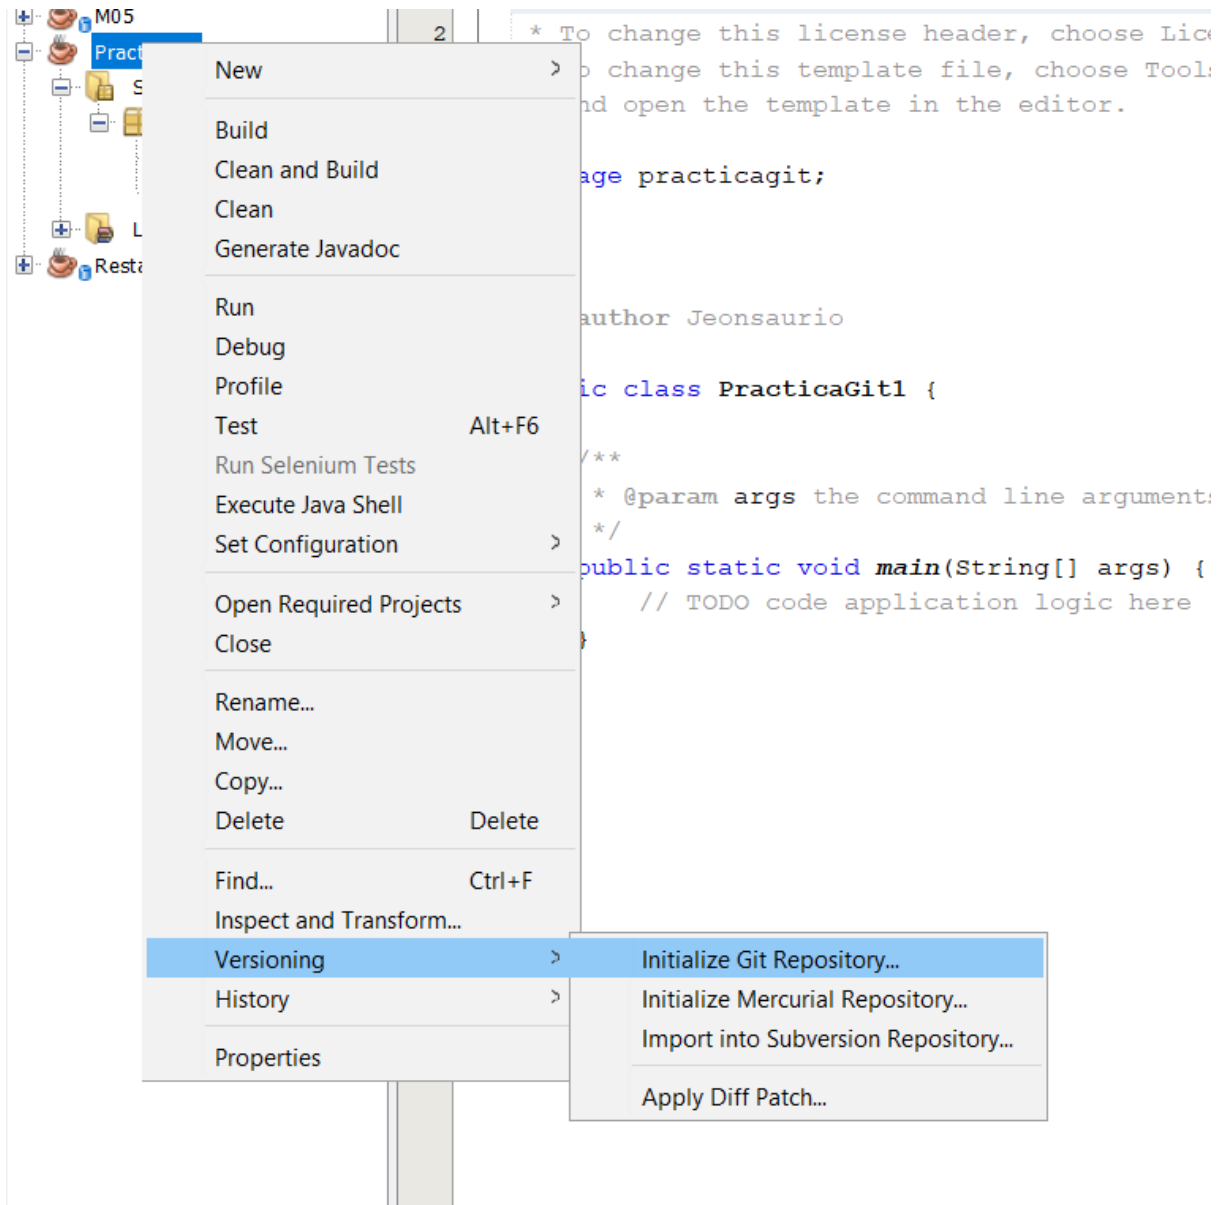 M05
Pract
S
L
Resta
New
Build
Clean and Build
Clean
Generate Javadoc
Run
Debug
Profile
Test Alt+F6
Run Selenium Tests
Execute Java Shell
Set Configuration
Open Required Projects
Close
Rename...
Move...
Copy...
Delete Delete
Find... Ctrl+F
Inspect and Transform...
Versioning
History
Properties
Initialize Git Repository...
Initialize Mercurial Repository...
Import into Subversion Repository...
Apply Diff Patch...
2
* To change this license header, choose Lice
o change this template file, choose Tools
nd open the template in the editor.
age practicagit;
author Jeonsaurio
ic class PracticaGit1 {
/**
* @param args the command line arguments
*/
public static void main(String[] args) {
// TODO code application logic here
}